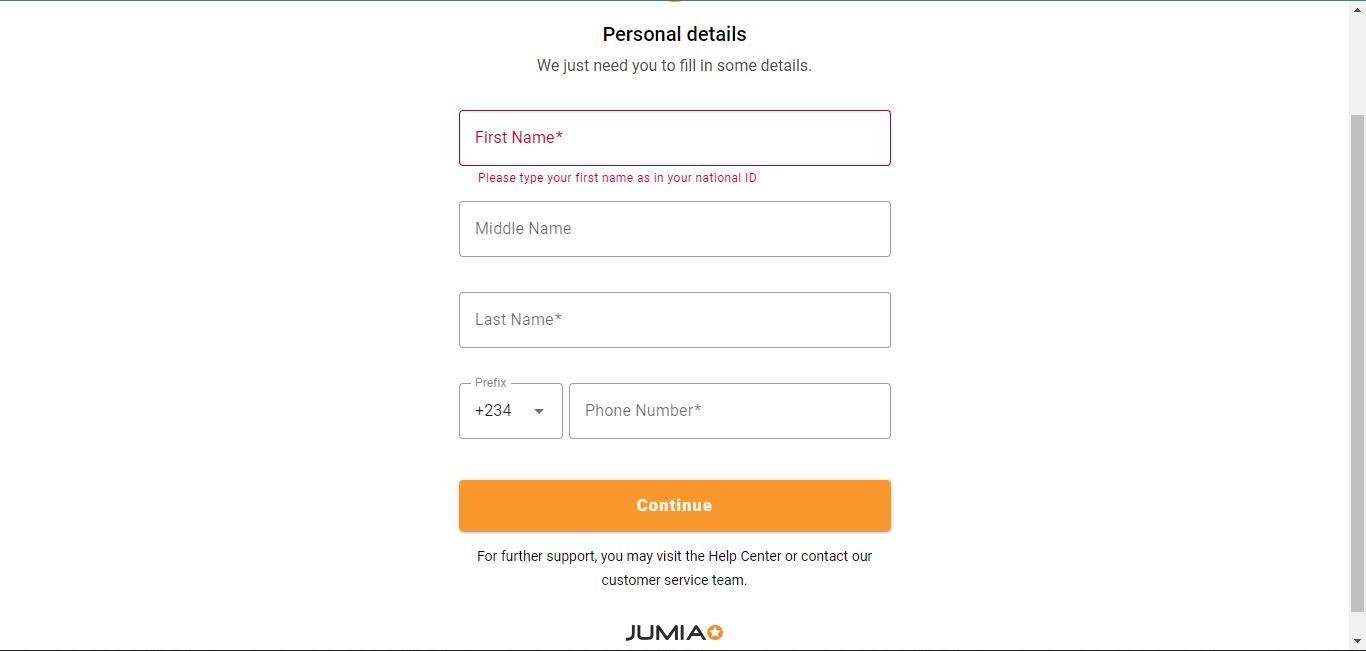 Personal details
We just need you to fill in some details.
First Name*
Please type your first name as in your national ID
Middle Name
Last Name*
Prefix
+234
Phone Number*
Continue
For further support, you may visit the Help Center or contact our
customer service team.
JUMIA